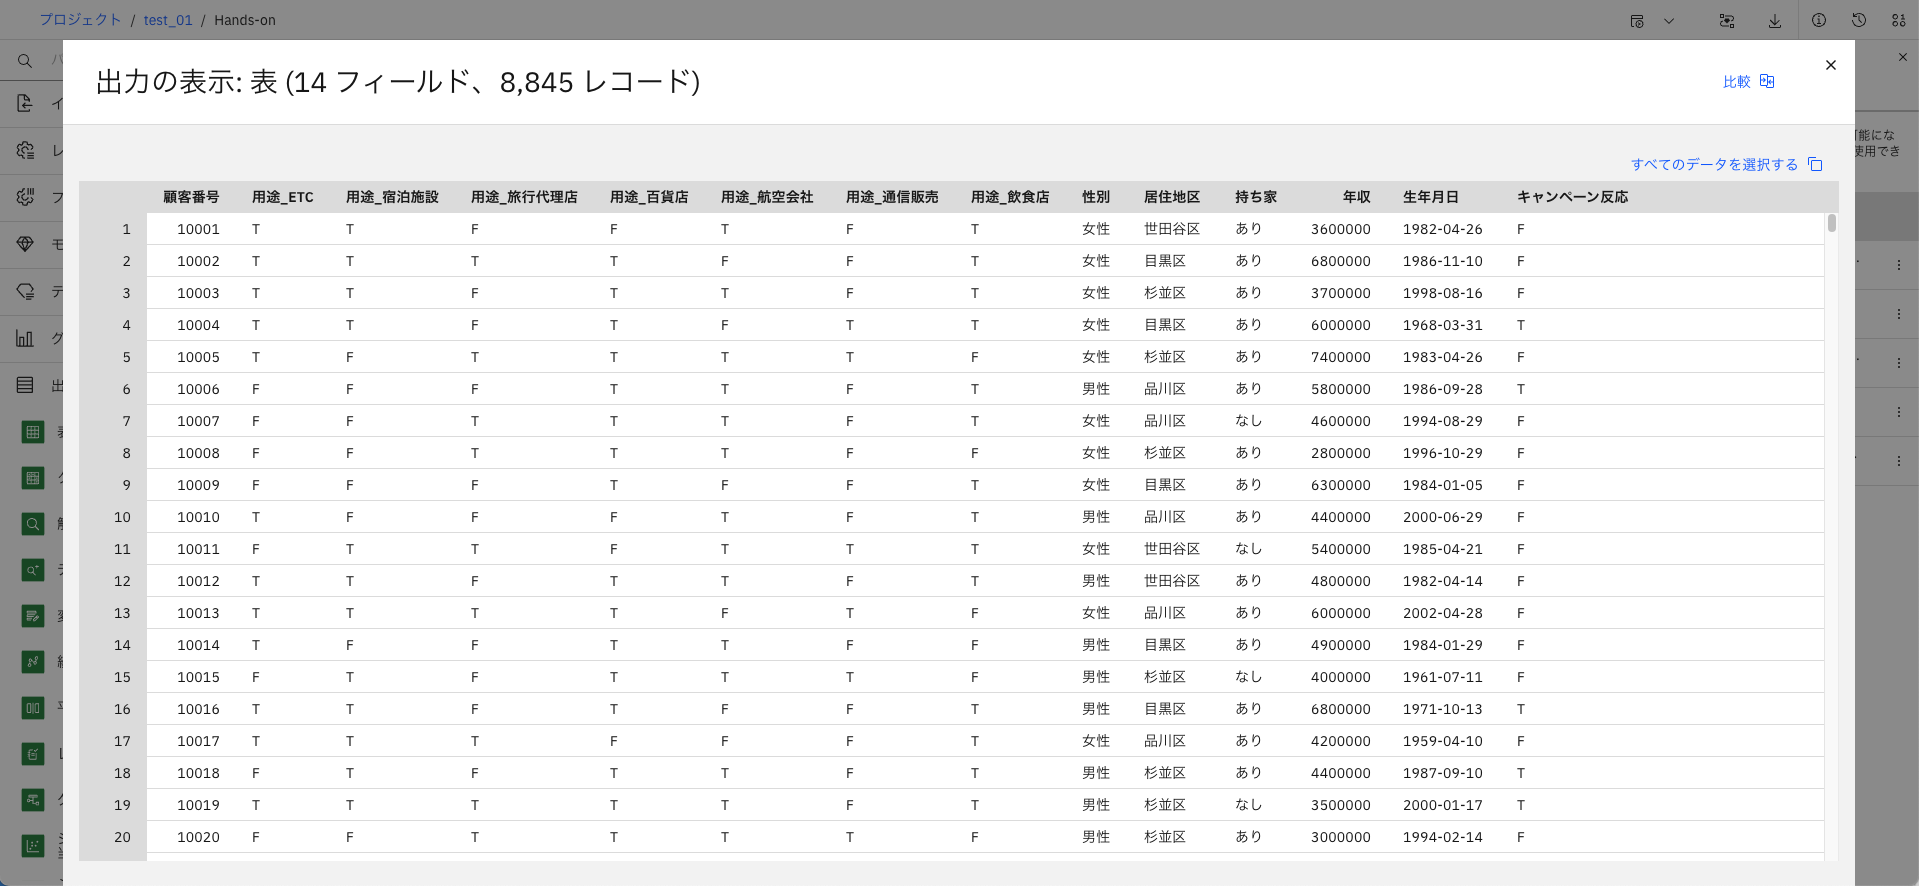 プロジェクト / test_01 / Hands-on
出力の表示: 表 (14 フィールド、8,845 レコード)
比較
すべてのデータを選択する
顧客番号 用途_ETC 用途_宿泊施設 用途_旅行代理店 用途_百貨店 用途_航空会社 用途_通信販売 用途_飲食店 性別 居住地区 持ち家 年収 生年月日 キャンペーン反応
1 10001 T T F F T F T 女性 世田谷区 あり 3600000 1982-04-26 F
2 10002 T T T T F F T 女性 目黒区 あり 6800000 1986-11-10 F
3 10003 T T F T T F T 女性 杉並区 あり 3700000 1998-08-16 F
4 10004 T T F T F T T 女性 目黒区 あり 6000000 1968-03-31 T
5 10005 T F T T T T F 女性 杉並区 あり 7400000 1983-04-26 F
6 10006 F F F T T F T 男性 品川区 あり 5800000 1986-09-28 T
7 10007 F F T T T F T 女性 品川区 なし 4600000 1994-08-29 F
8 10008 F F T T T F F 女性 杉並区 あり 2800000 1996-10-29 F
9 10009 F F F T F F T 女性 目黒区 あり 6300000 1984-01-05 F
10 10010 T F F F T F T 男性 品川区 あり 4400000 2000-06-29 F
11 10011 F T T F T T T 女性 世田谷区 なし 5400000 1985-04-21 F
12 10012 T T F T T F T 男性 世田谷区 あり 4800000 1982-04-14 F
13 10013 T T T T F T F 女性 品川区 あり 6000000 2002-04-28 F
14 10014 T F F T T F F 男性 目黒区 あり 4900000 1984-01-29 F
15 10015 F T F T T T F 男性 杉並区 なし 4000000 1961-07-11 F
16 10016 T T F T F F T 男性 目黒区 あり 6800000 1971-10-13 T
17 10017 T T T F F F T 女性 品川区 あり 4200000 1959-04-10 F
18 10018 F T F T T F T 男性 杉並区 あり 4400000 1987-09-10 T
19 10019 T T T T T F T 男性 杉並区 なし 3500000 2000-01-17 T
20 10020 F F T T T T F 男性 杉並区 あり 3000000 1994-02-14 F
可能にな
使用でき